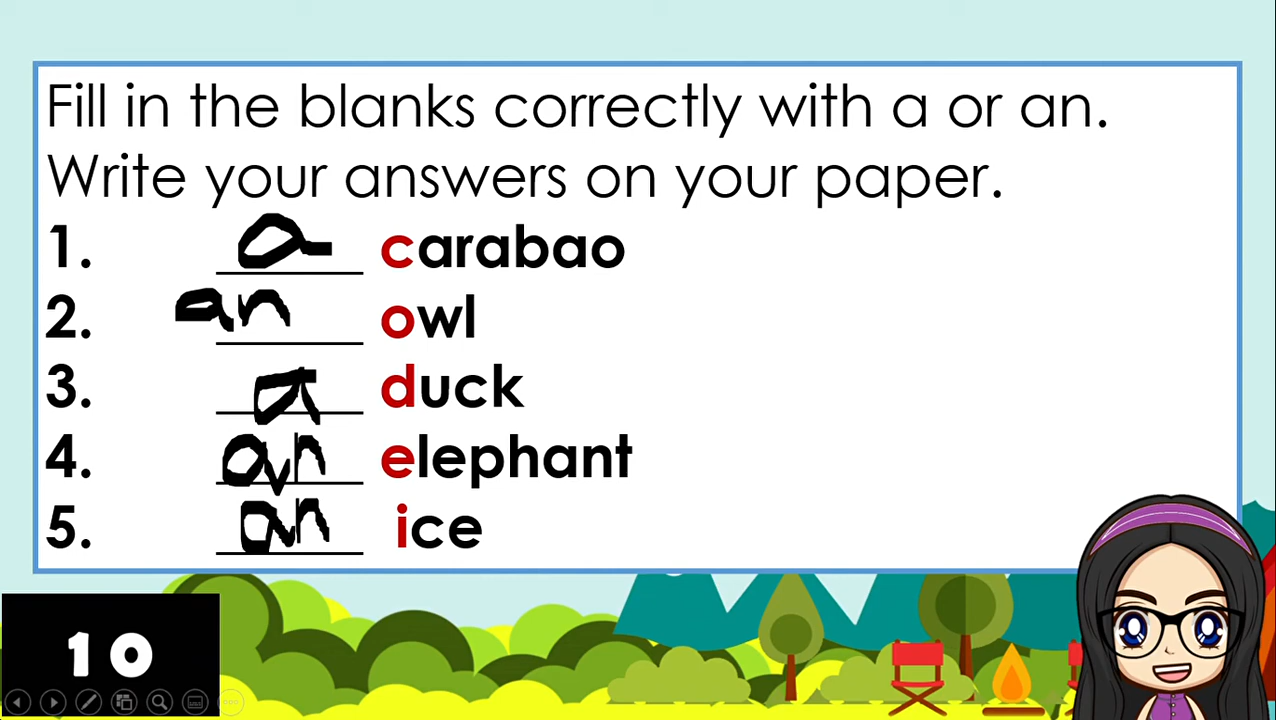 Fill in the blanks correctly with a or an.
Write your answers on your paper.
1. a carabao
2. an owl
3. a duck
4. an elephant
5. an ice
10